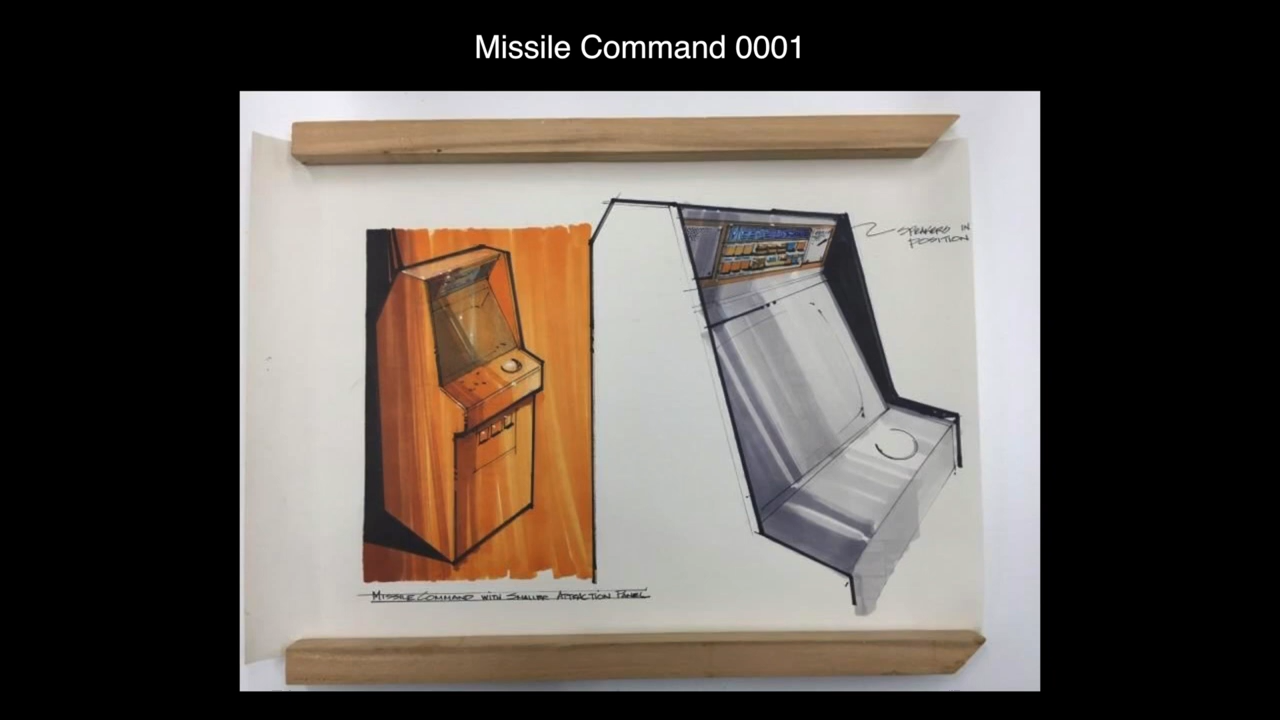 Missile Command 0001
SPEAKERS IN
POSITION
MISSILE COMMAND WITH SMALLER ATTRACTION PANEL